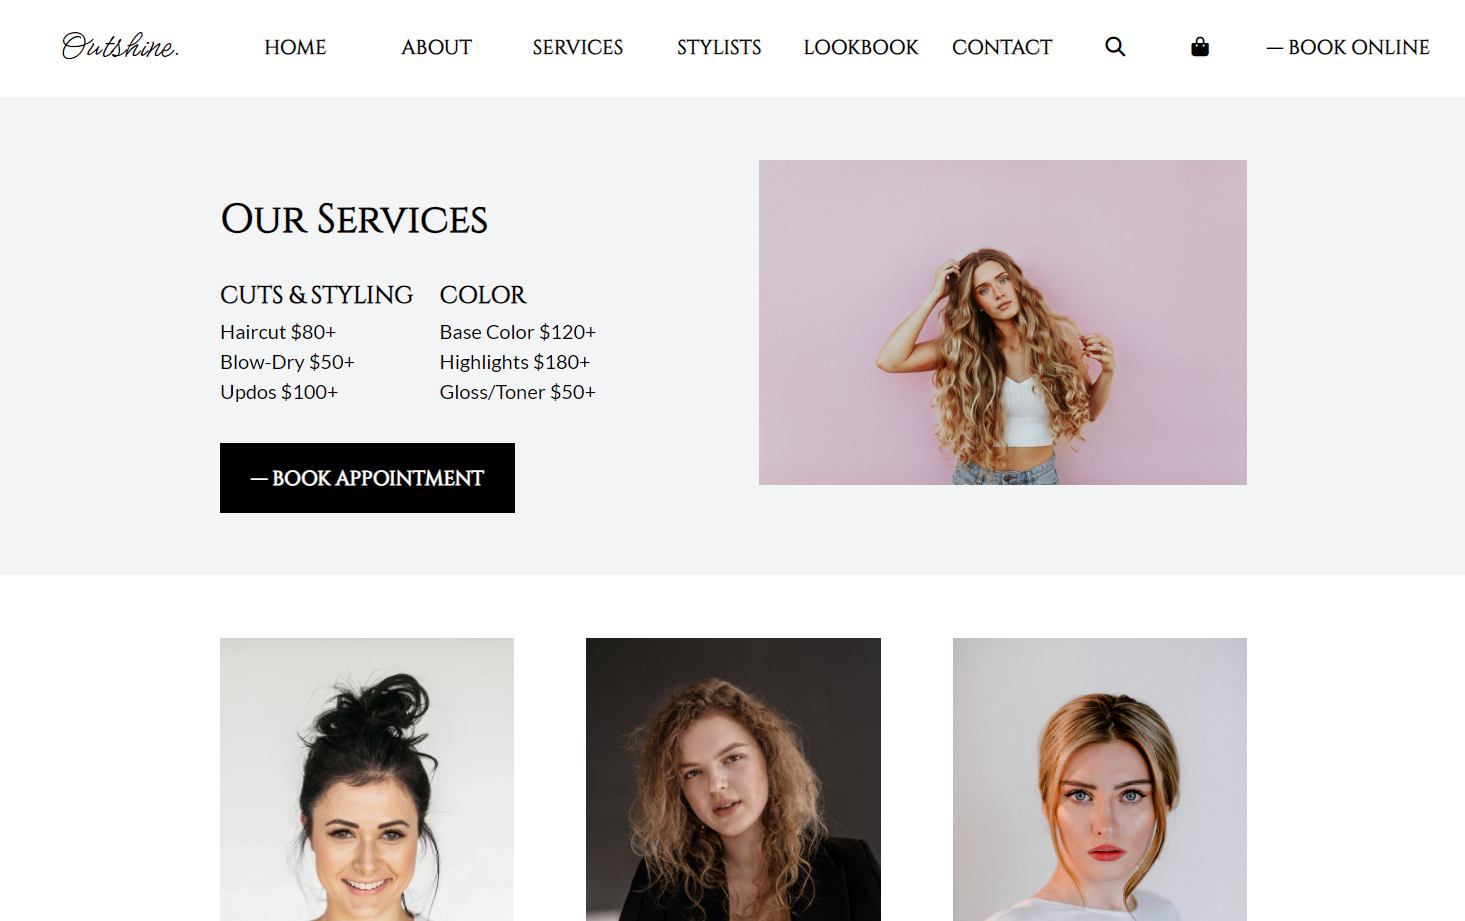 Outshine.
HOME
ABOUT
SERVICES
STYLISTS
LOOKBOOK
CONTACT
— BOOK ONLINE
OUR SERVICES
CUTS & STYLING
Haircut $80+
Blow-Dry $50+
Updos $100+
COLOR
Base Color $120+
Highlights $180+
Gloss/Toner $50+
— BOOK APPOINTMENT